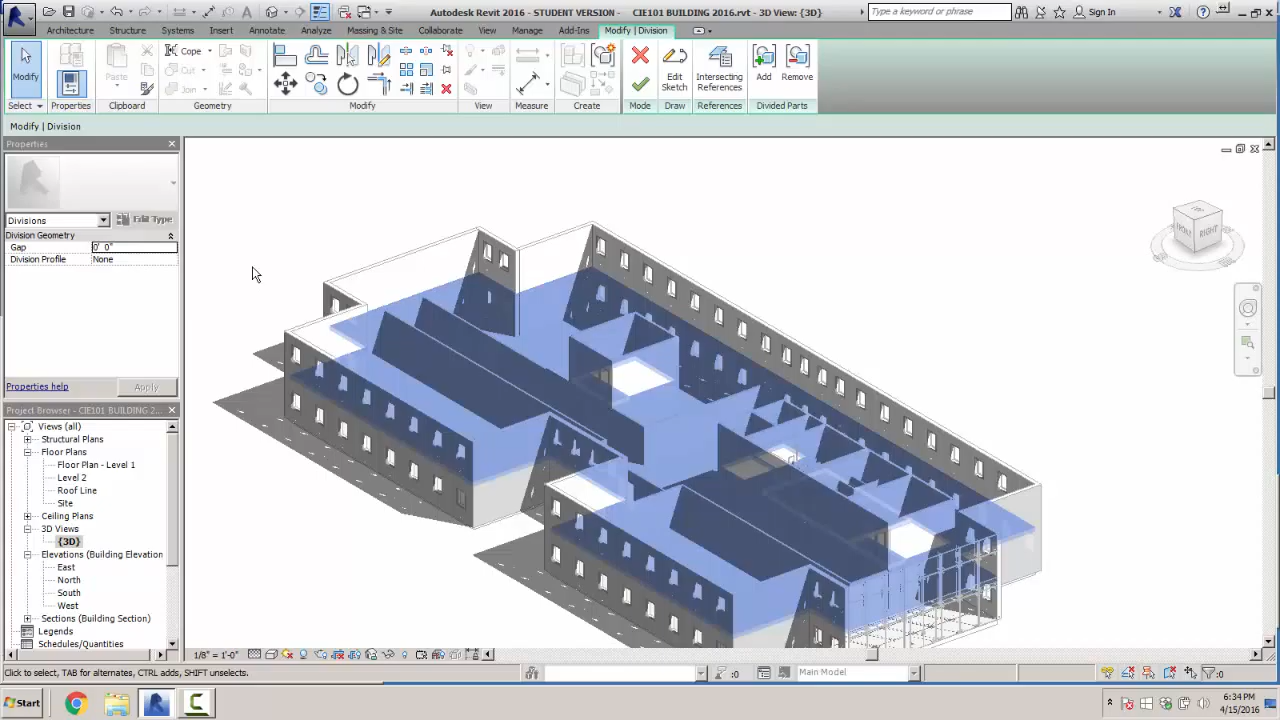 Autodesk Revit 2016 - STUDENT VERSION - CIE101 BUILDING 2016.rvt - 3D View: {3D}
Type a keyword or phrase
Sign In
Architecture Structure Systems Insert Annotate Analyze Massing & Site Collaborate View Manage Add-Ins Modify | Division
Modify
Paste
Cope
Cut
Join
Edit Sketch
Intersecting References
Add
Remove
Select Properties Clipboard Geometry Modify View Measure Create Mode Draw References Divided Parts
Modify | Division
Properties
Divisions
Edit Type
Division Geometry
Gap 0' 0"
Division Profile None
Properties help
Apply
Project Browser - CIE101 BUILDING 2...
Views (all)
Structural Plans
Floor Plans
Floor Plan - Level 1
Level 2
Roof Line
Site
Ceiling Plans
3D Views
{3D}
Elevations (Building Elevation
East
North
South
West
Sections (Building Section)
Legends
Schedules/Quantities
RIGHT
1/8" = 1'-0"
Click to select, TAB for alternates, CTRL adds, SHIFT unselects.
:0
Main Model
:0
Start
6:34 PM
4/15/2016